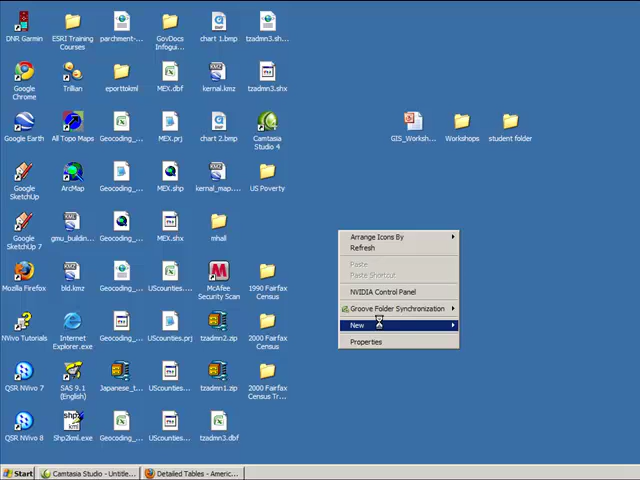 DNR Garmin
ESRI Training
Courses
parchment-...
GovDocs
Infogui...
chart 1.bmp
tzadmn3.sh...
Google
Chrome
Trillian
eporttokml
MEX.dbf
kernal.kmz
tzadmn3.shx
Google Earth
All Topo Maps
Geocoding_...
MEX.prj
chart 2.bmp
Camtasia
Studio 4
GIS_Worksh...
Workshops
student folder
Google
SketchUp
ArcMap
Geocoding_...
MEX.shp
kernal_map....
US Poverty
Google
SketchUp 7
gmu_buildin...
Geocoding_...
MEX.shx
mhall
Mozilla Firefox
bld.kmz
Geocoding_...
UScounties....
McAfee
Security Scan
1990 Fairfax
Census
NVivo Tutorials
Internet
Explorer.exe
Geocoding_...
UScounties.prj
tzadmn2.zip
2000 Fairfax
Census
QSR NVivo 7
SAS 9.1
(English)
Japanese_t...
UScounties....
tzadmn1.zip
2000 Fairfax
Census Tr...
QSR NVivo 8
Shp2kml.exe
Geocoding_...
UScounties....
tzadmn3.dbf
Arrange Icons By
Refresh
Paste
Paste Shortcut
NVIDIA Control Panel
Groove Folder Synchronization
New
Properties
Start
Camtasia Studio - Untitle...
Detailed Tables - Americ...